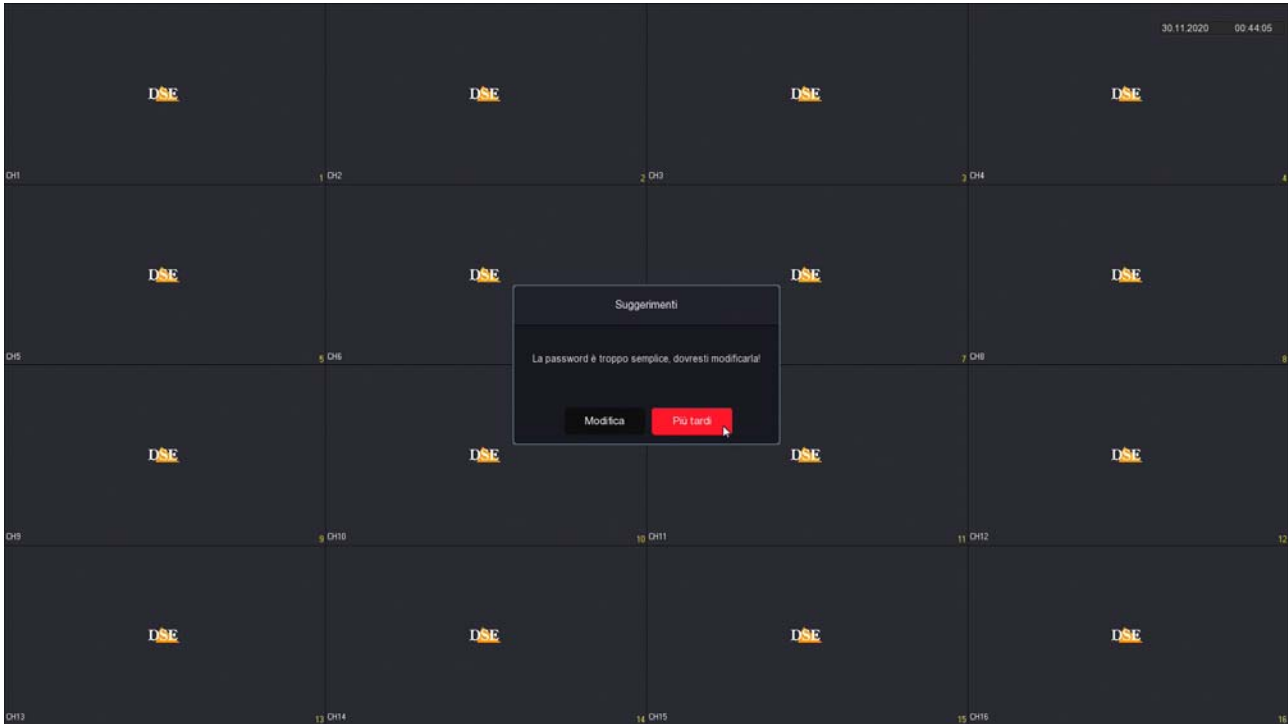 30.11.2020 00:44:05
DSE DSE DSE DSE
CH1 1 CH2 2 CH3 3 CH4 4
DSE DSE DSE DSE
Suggerimenti
CH5 5 CH6 7 CH8 8
La password è troppo semplice, dovresti modificarla!
Modifica Più tardi
DSE DSE DSE DSE
CH9 9 CH10 10 CH11 11 CH12 12
DSE DSE DSE DSE
CH13 13 CH14 14 CH15 15 CH16 16